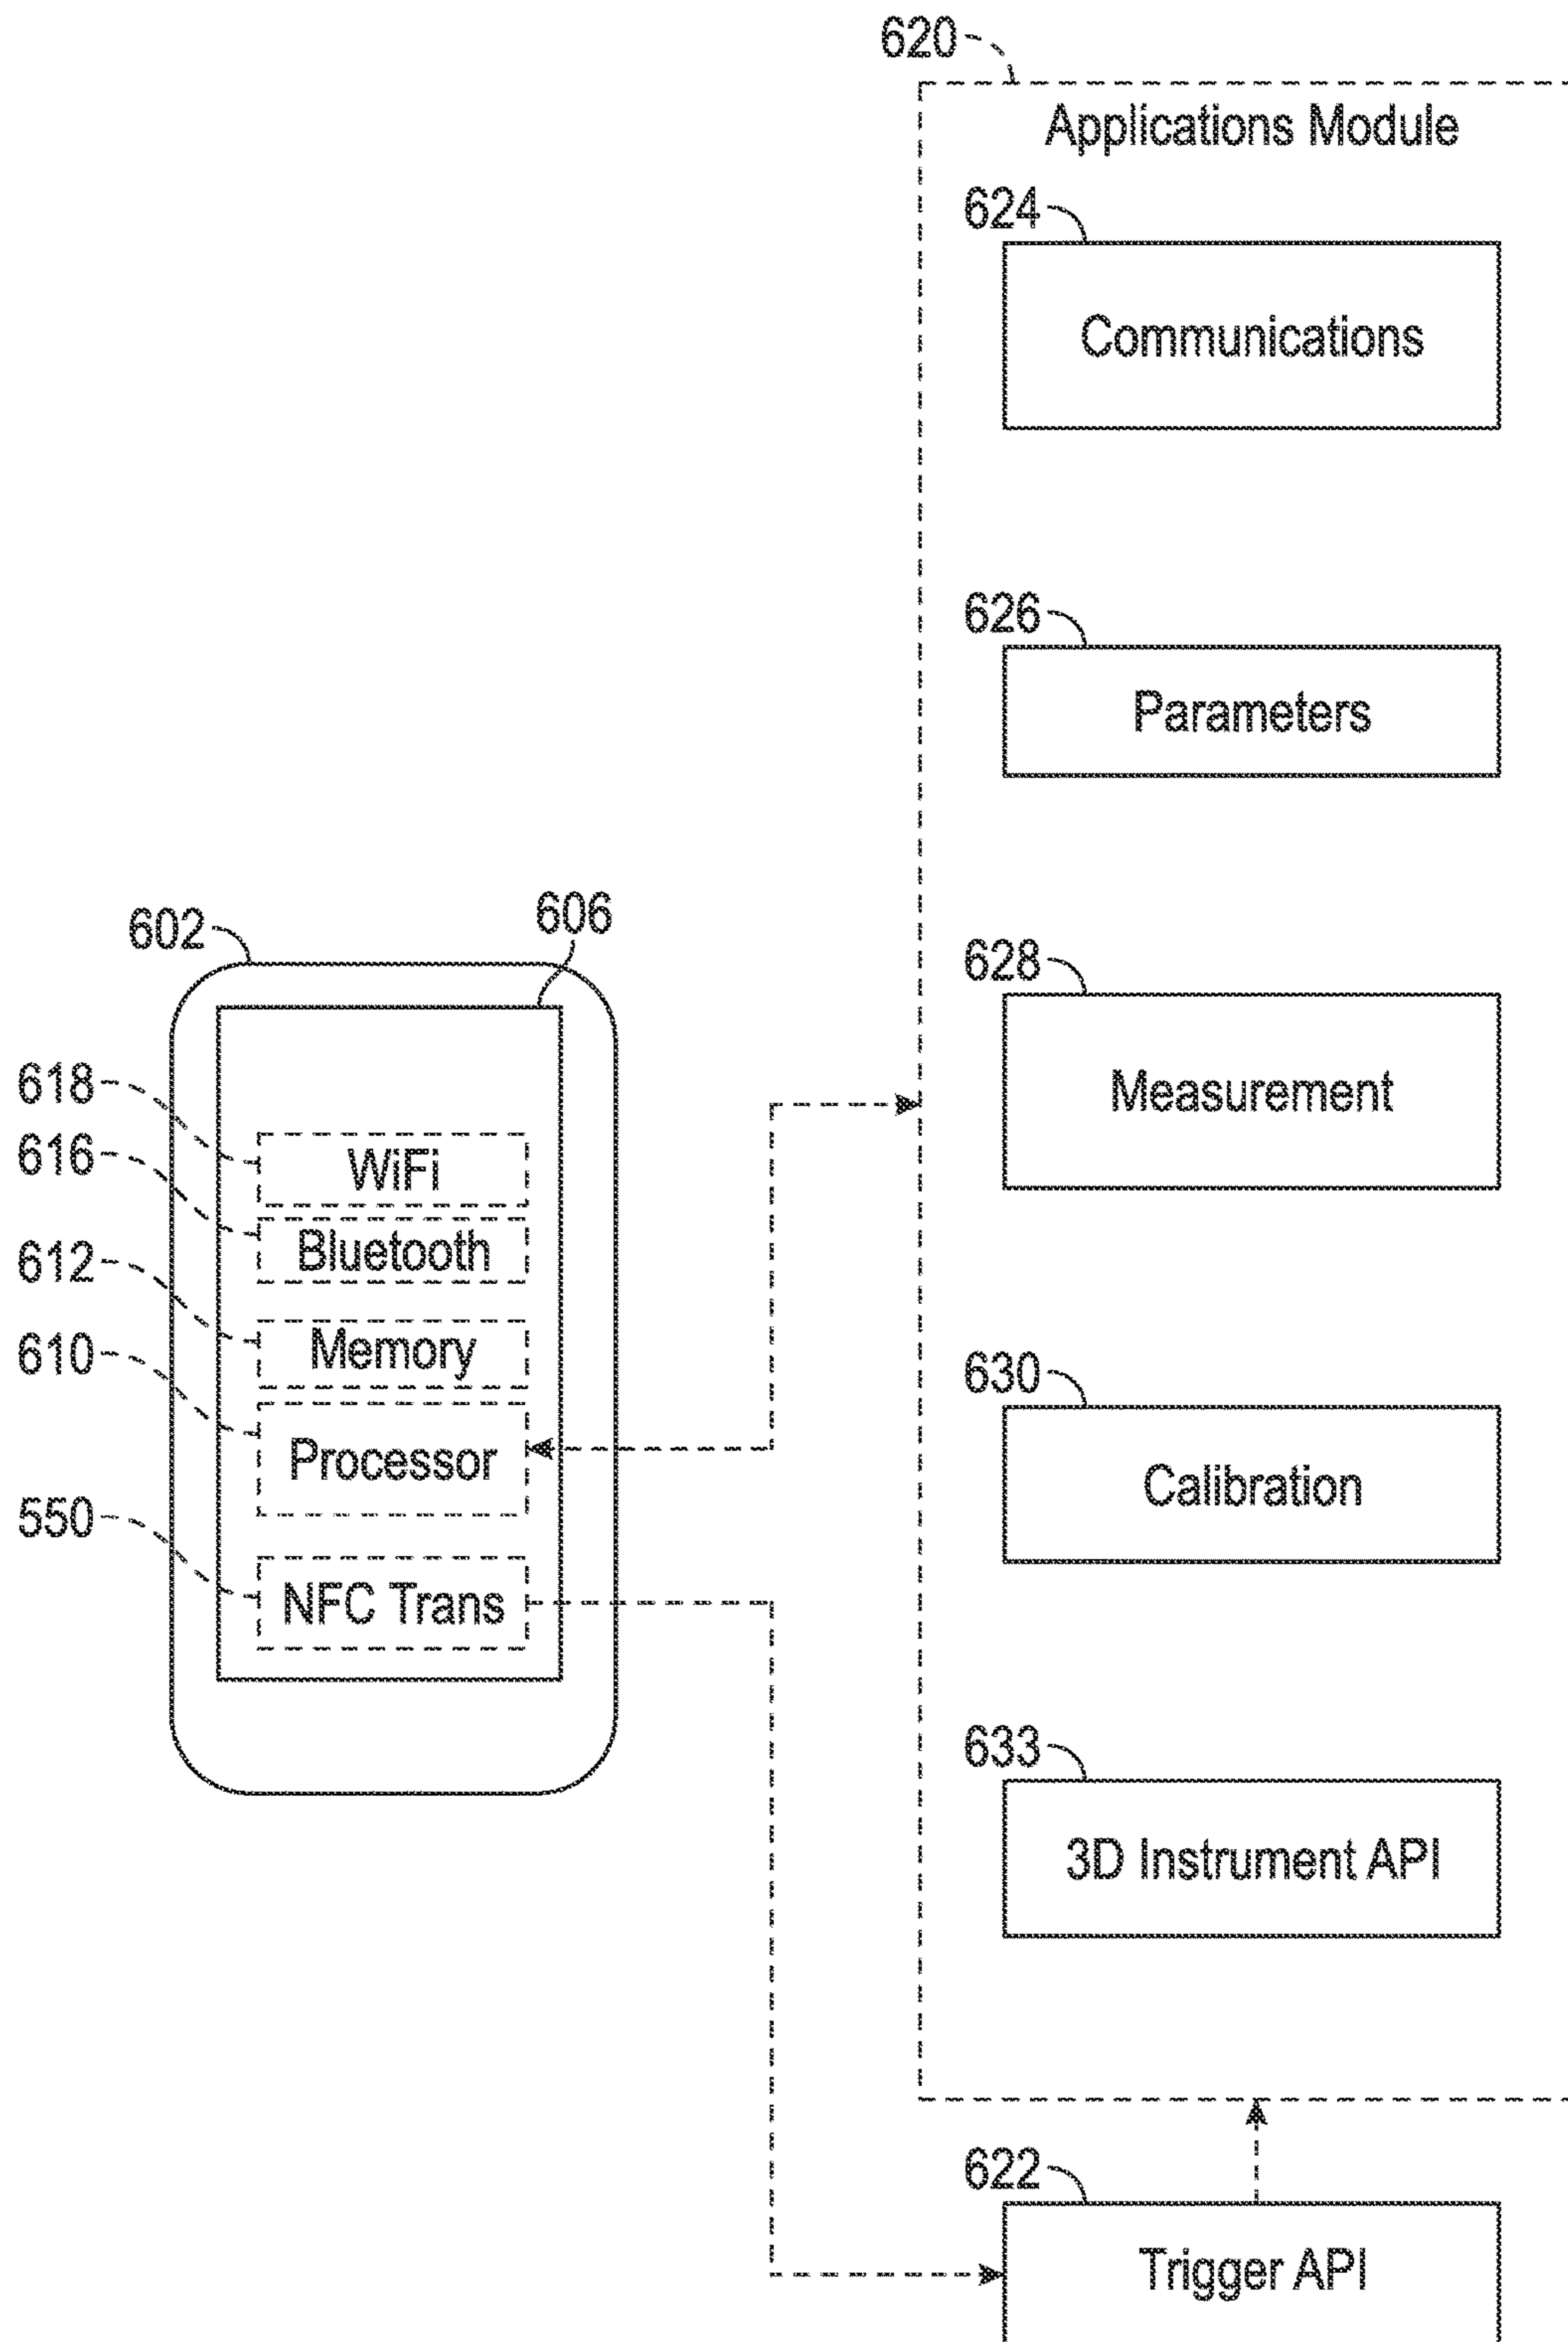 620
Applications Module
624
Communications
626
Parameters
602
606
628
Measurement
618
WiFi
616
Bluetooth
612
Memory
610
Processor
630
Calibration
550
NFC Trans
633
3D Instrument API
622
Trigger API